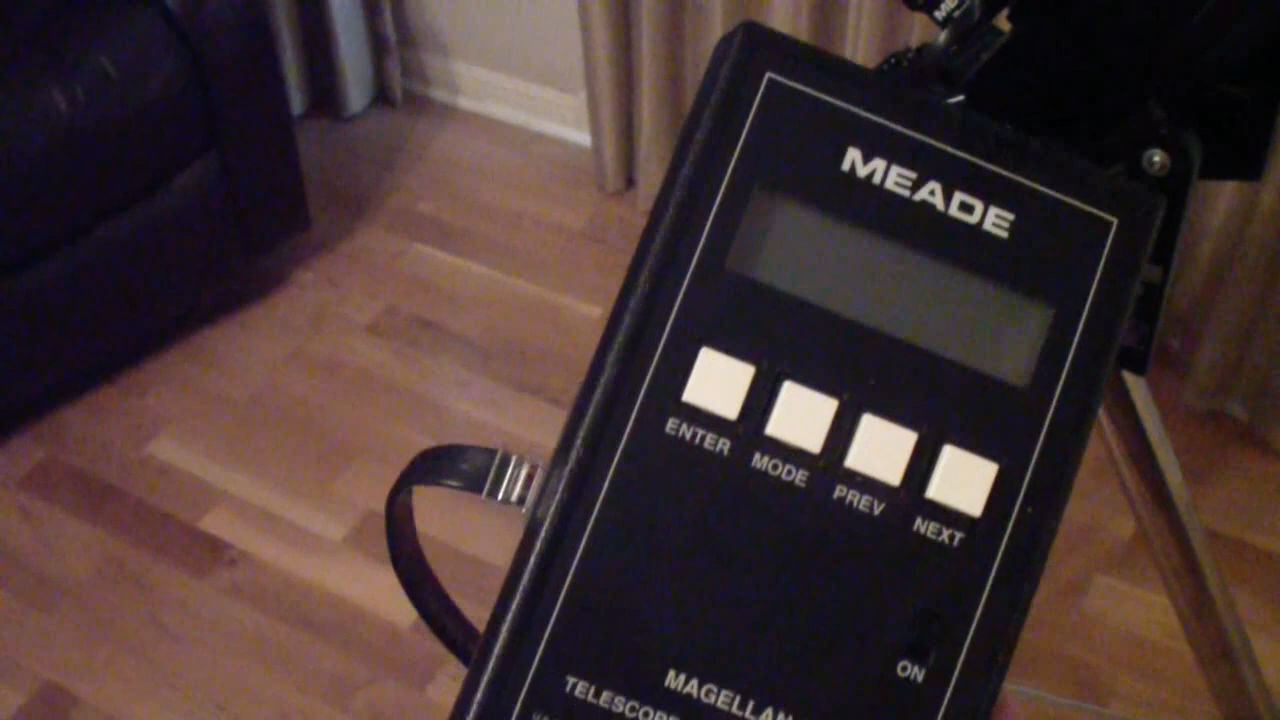 MEADE
ENTER MODE PREV NEXT
ON
MAGELLAN
TELESCOPE